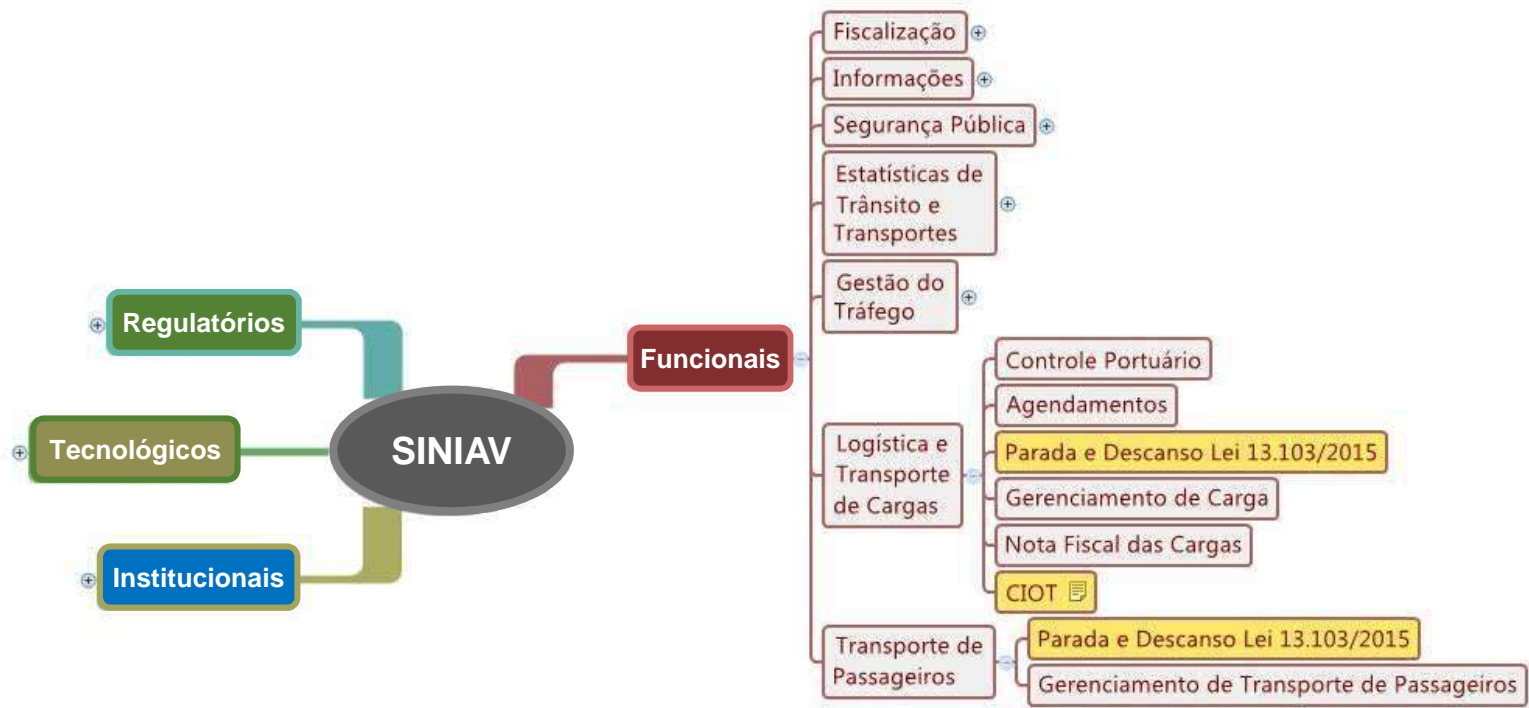 Fiscalização
Informações
Segurança Pública
Estatísticas de
Trânsito e
Transportes
Gestão do
Tráfego
Regulatórios
Funcionais
Tecnológicos
SINIAV
Institucionais
Logística e
Transporte
de Cargas
Controle Portuário
Agendamentos
Parada e Descanso Lei 13.103/2015
Gerenciamento de Carga
Nota Fiscal das Cargas
CIOT
Transporte de
Passageiros
Parada e Descanso Lei 13.103/2015
Gerenciamento de Transporte de Passageiros